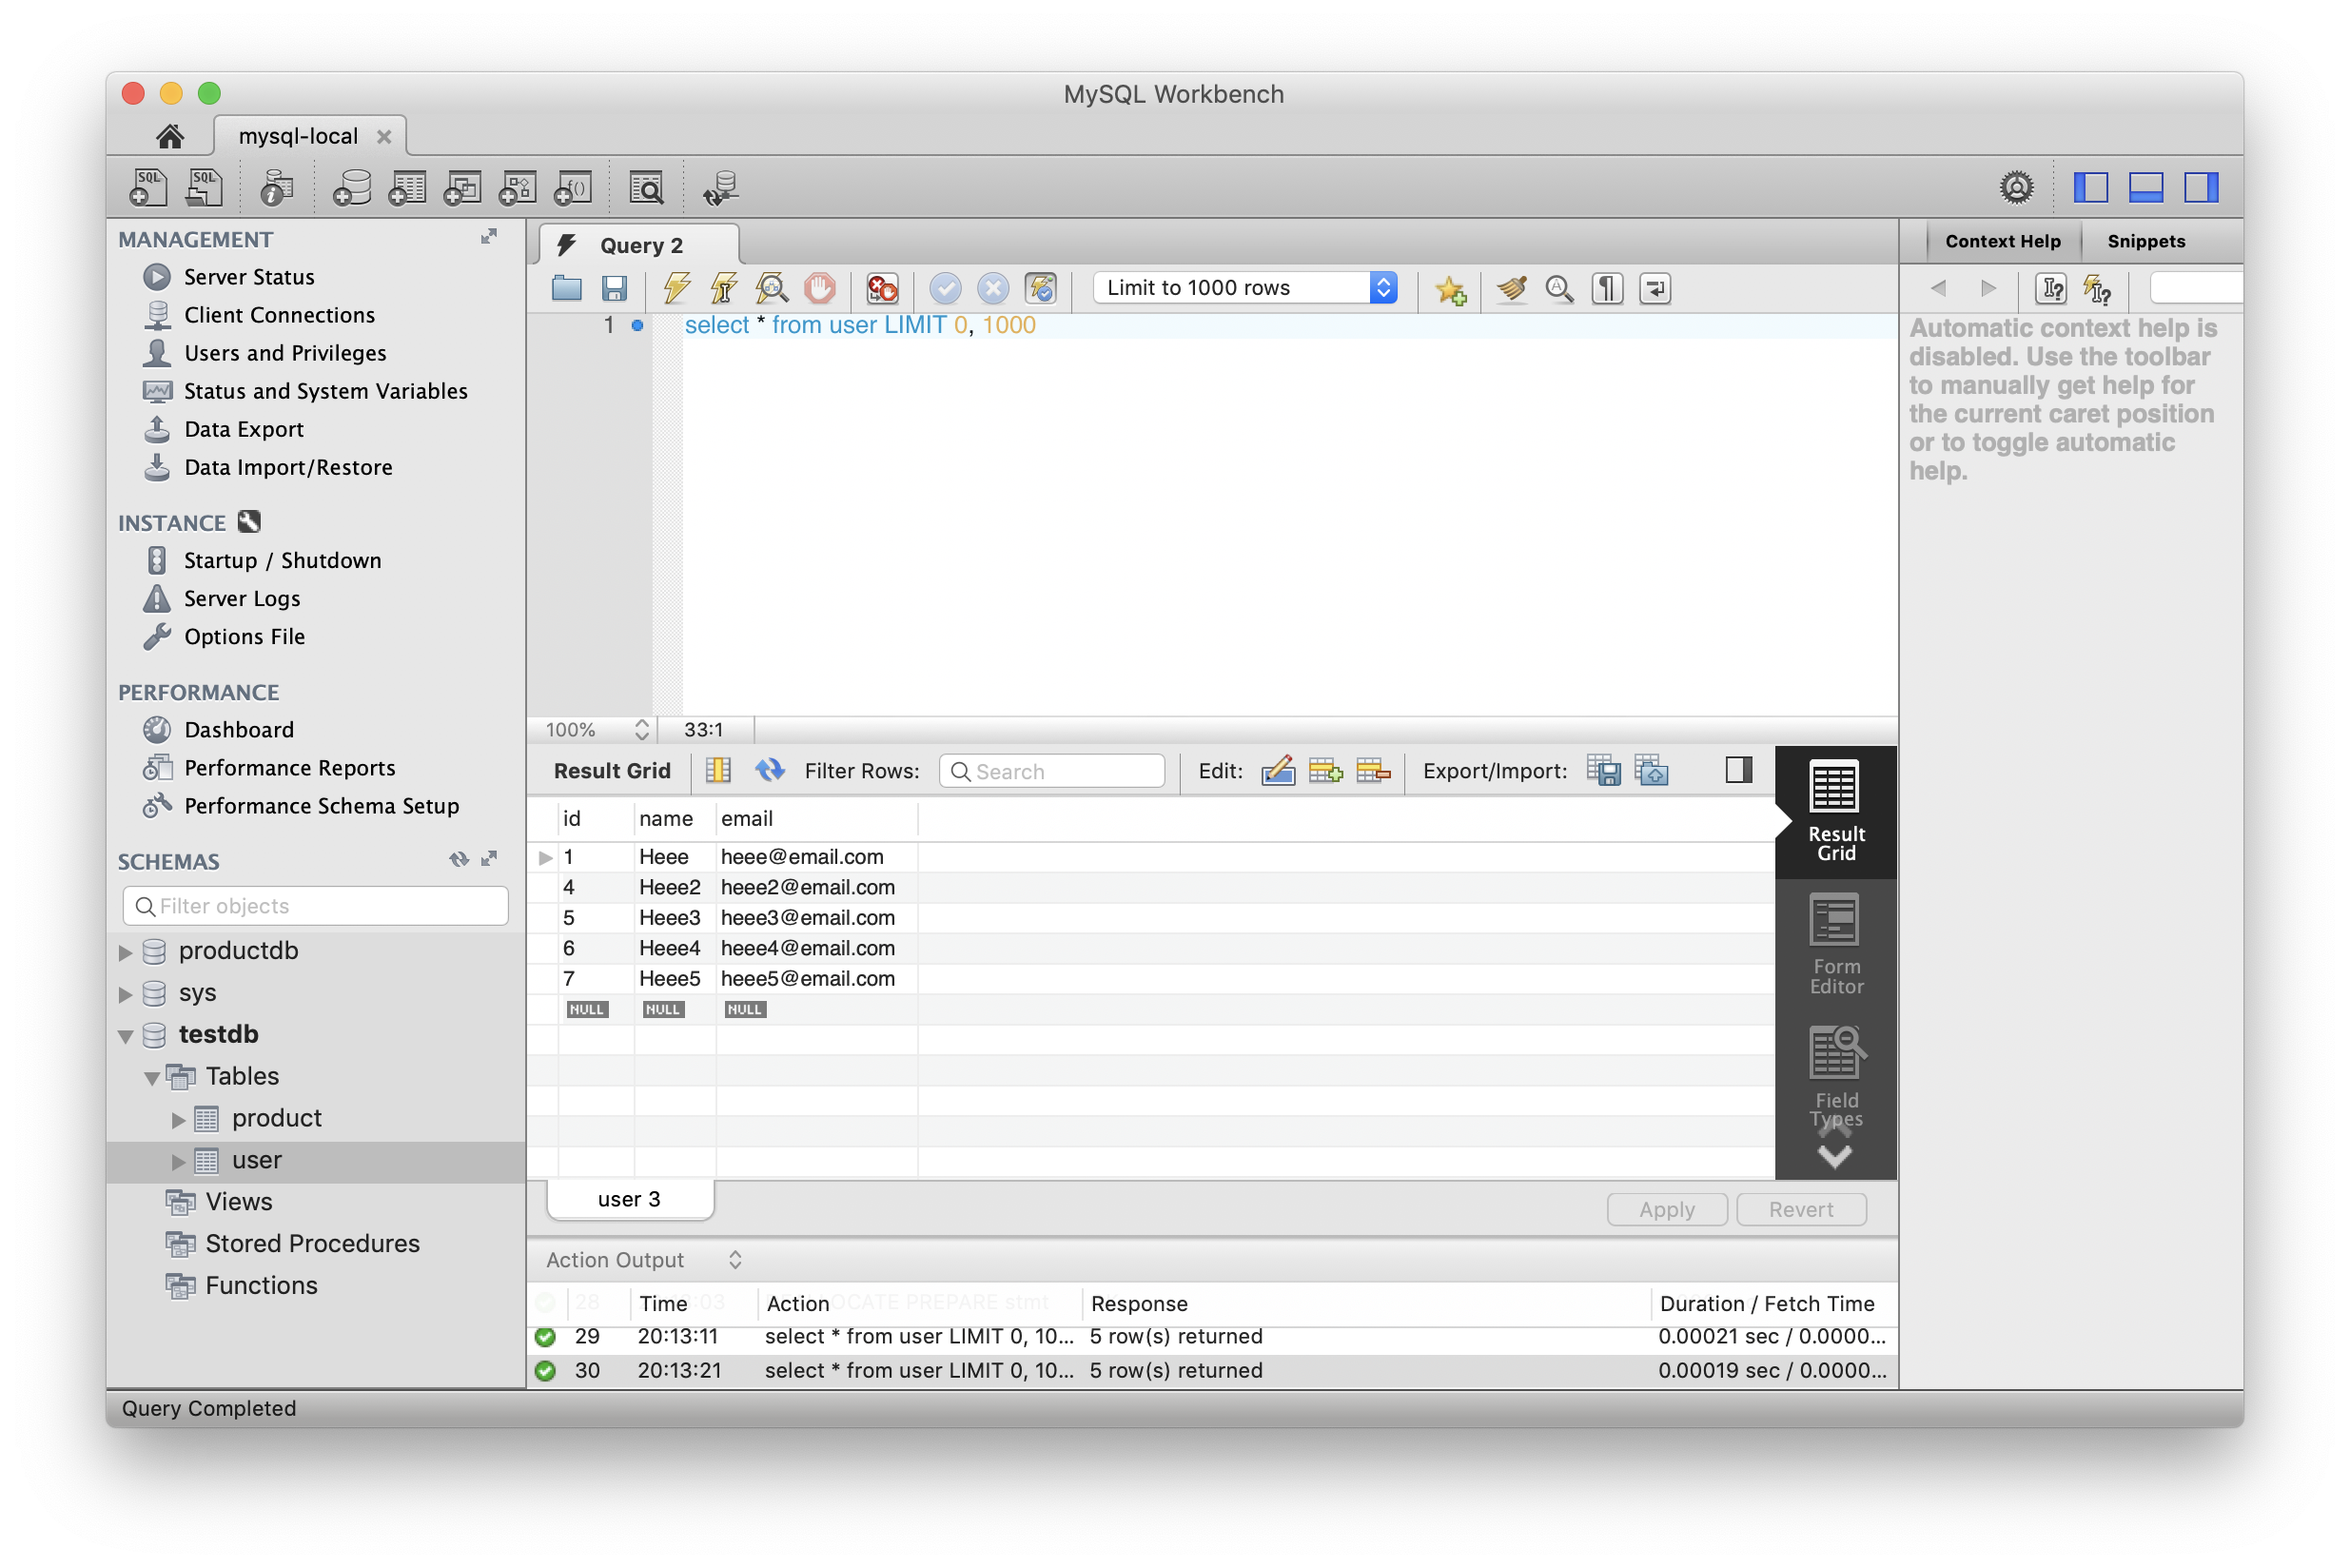 MySQL Workbench
mysql-local
SQL SQL
MANAGEMENT
Server Status
Client Connections
Users and Privileges
Status and System Variables
Data Export
Data Import/Restore
INSTANCE
Startup / Shutdown
Server Logs
Options File
PERFORMANCE
Dashboard
Performance Reports
Performance Schema Setup
SCHEMAS
Filter objects
productdb
sys
testdb
Tables
product
user
Views
Stored Procedures
Functions
Query 2
Limit to 1000 rows
1 select * from user LIMIT 0, 1000
100% 33:1
Result Grid Filter Rows: Search Edit: Export/Import:
id name email
1 Heee heee@email.com
4 Heee2 heee2@email.com
5 Heee3 heee3@email.com
6 Heee4 heee4@email.com
7 Heee5 heee5@email.com
NULL NULL NULL
Result
Grid
Form
Editor
Field
Types
user 3
Apply Revert
Action Output
Time Action Response Duration / Fetch Time
29 20:13:11 select * from user LIMIT 0, 10... 5 row(s) returned 0.00021 sec / 0.0000...
30 20:13:21 select * from user LIMIT 0, 10... 5 row(s) returned 0.00019 sec / 0.0000...
Context Help Snippets
Automatic context help is
disabled. Use the toolbar
to manually get help for
the current caret position
or to toggle automatic
help.
Query Completed